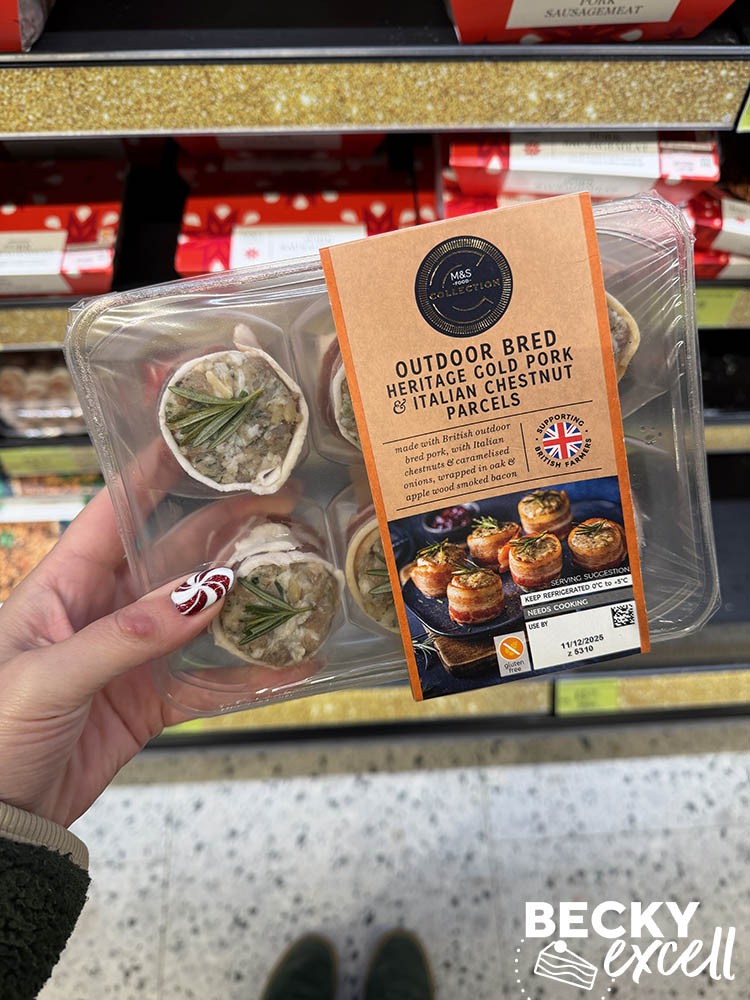 PORK
SAUSAGEMEAT
M&S
FOOD
COLLECTION
OUTDOOR BRED
HERITAGE GOLD PORK
& ITALIAN CHESTNUT
PARCELS
made with British outdoor
bred pork, with Italian
chestnuts & caramelised
onions, wrapped in oak &
apple wood smoked bacon
SUPPORTING
BRITISH FARMERS
SERVING SUGGESTION
KEEP REFRIGERATED 0°C to +5°C
NEEDS COOKING
USE BY
11/12/2025
z 5310
gluten
free
BECKY
excell